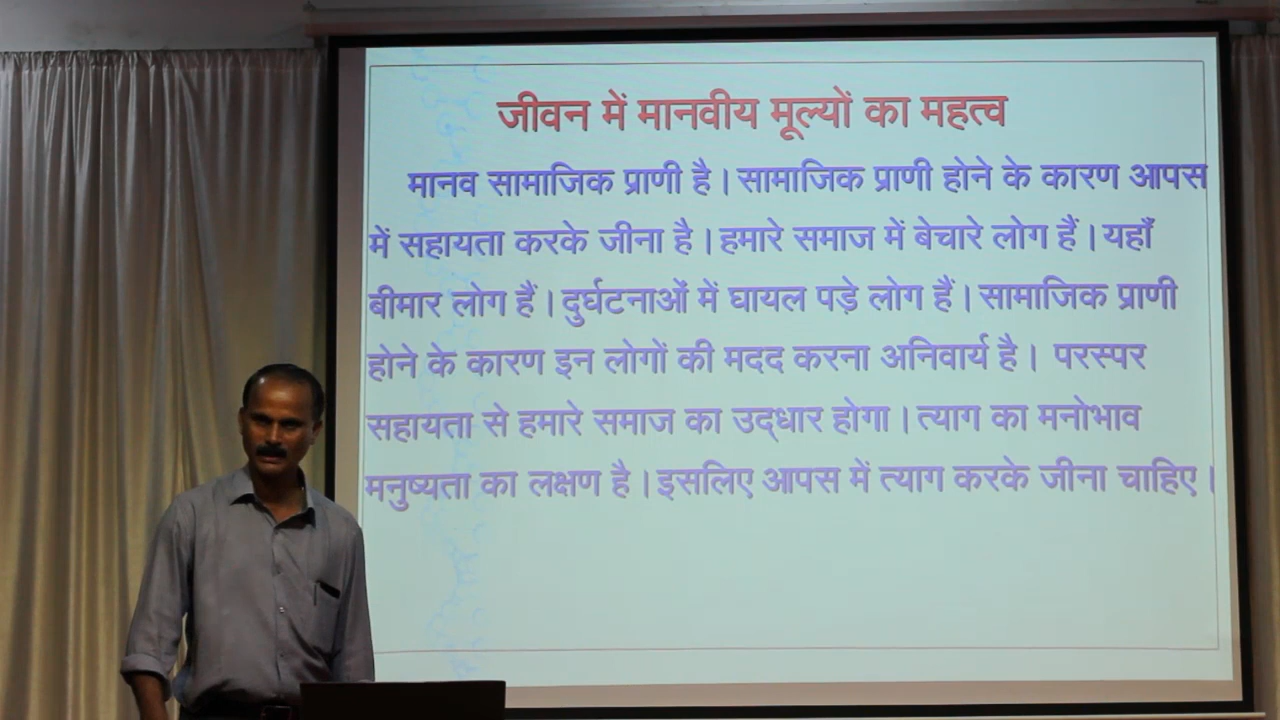 जीवन में मानवीय मूल्यों का महत्व
मानव सामाजिक प्राणी है। सामाजिक प्राणी होने के कारण आपस
में सहायता करके जीना है। हमारे समाज में बेचारे लोग हैं। यहाँ
बीमार लोग हैं। दुर्घटनाओं में घायल पड़े लोग हैं। सामाजिक प्राणी
होने के कारण इन लोगों की मदद करना अनिवार्य है। परस्पर
सहायता से हमारे समाज का उद्‌धार होगा। त्याग का मनोभाव
मनुष्यता का लक्षण है। इसलिए आपस में त्याग करके जीना चाहिए।